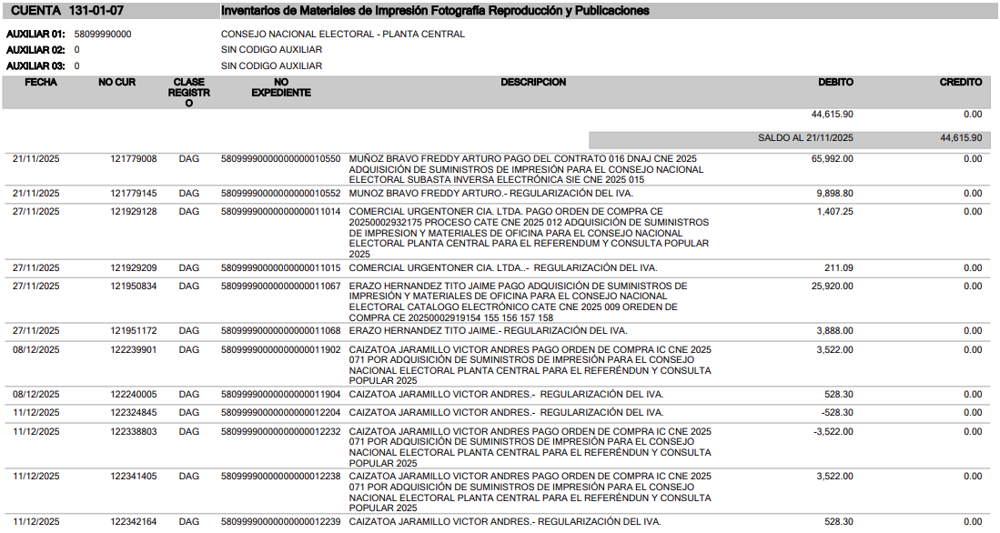 CUENTA 131-01-07 Inventarios de Materiales de Impresión Fotografía Reproducción y Publicaciones
AUXILIAR 01: 58099990000 CONSEJO NACIONAL ELECTORAL - PLANTA CENTRAL
AUXILIAR 02: 0 SIN CODIGO AUXILIAR
AUXILIAR 03: 0 SIN CODIGO AUXILIAR
FECHA NO CUR CLASE REGISTRO NO EXPEDIENTE DESCRIPCION DEBITO CREDITO
44,615.90 0.00
SALDO AL 21/11/2025 44,615.90
21/11/2025 121779008 DAG 58099990000000010550 MUÑOZ BRAVO FREDDY ARTURO PAGO DEL CONTRATO 016 DNAJ CNE 2025 65,992.00 0.00
ADQUISICIÓN DE SUMINISTROS DE IMPRESIÓN PARA EL CONSEJO NACIONAL
ELECTORAL SUBASTA INVERSA ELECTRÓNICA SIE CNE 2025 015
21/11/2025 121779145 DAG 58099990000000010552 MUNOZ BRAVO FREDDY ARTURO.- REGULARIZACIÓN DEL IVA. 9,898.80 0.00
27/11/2025 121929128 DAG 58099990000000011014 COMERCIAL URGENTONER CIA. LTDA. PAGO ORDEN DE COMPRA CE 1,407.25 0.00
20250002932175 PROCESO CATE CNE 2025 012 ADQUISICIÓN DE SUMINISTROS
DE IMPRESION Y MATERIALES DE OFICINA PARA EL CONSEJO NACIONAL
ELECTORAL PLANTA CENTRAL PARA EL REFERENDUM Y CONSULTA POPULAR
2025
27/11/2025 121929209 DAG 58099990000000011015 COMERCIAL URGENTONER CIA. LTDA..- REGULARIZACIÓN DEL IVA. 211.09 0.00
27/11/2025 121950834 DAG 58099990000000011067 ERAZO HERNANDEZ TITO JAIME PAGO ADQUISICIÓN DE SUMINISTROS DE 25,920.00 0.00
IMPRESIÓN Y MATERIALES DE OFICINA PARA EL CONSEJO NACIONAL
ELECTORAL CATALOGO ELECTRÓNICO CATE CNE 2025 009 OREDEN DE
COMPRA CE 20250002919154 155 156 157 158
27/11/2025 121951172 DAG 58099990000000011068 ERAZO HERNANDEZ TITO JAIME.- REGULARIZACIÓN DEL IVA. 3,888.00 0.00
08/12/2025 122239901 DAG 58099990000000011902 CAIZATOA JARAMILLO VICTOR ANDRES PAGO ORDEN DE COMPRA IC CNE 2025 3,522.00 0.00
071 POR ADQUISICIÓN DE SUMINISTROS DE IMPRESIÓN PARA EL CONSEJO
NACIONAL ELECTORAL PLANTA CENTRAL PARA EL REFERÉNDUN Y CONSULTA
POPULAR 2025
08/12/2025 122240005 DAG 58099990000000011904 CAIZATOA JARAMILLO VICTOR ANDRES.- REGULARIZACIÓN DEL IVA. 528.30 0.00
11/12/2025 122324845 DAG 58099990000000012204 CAIZATOA JARAMILLO VICTOR ANDRES.- REGULARIZACIÓN DEL IVA. -528.30 0.00
11/12/2025 122338803 DAG 58099990000000012232 CAIZATOA JARAMILLO VICTOR ANDRES PAGO ORDEN DE COMPRA IC CNE 2025 -3,522.00 0.00
071 POR ADQUISICIÓN DE SUMINISTROS DE IMPRESIÓN PARA EL CONSEJO
NACIONAL ELECTORAL PLANTA CENTRAL PARA EL REFERÉNDUN Y CONSULTA
POPULAR 2025
11/12/2025 122341405 DAG 58099990000000012238 CAIZATOA JARAMILLO VICTOR ANDRES PAGO ORDEN DE COMPRA IC CNE 2025 3,522.00 0.00
071 POR ADQUISICIÓN DE SUMINISTROS DE IMPRESIÓN PARA EL CONSEJO
NACIONAL ELECTORAL PLANTA CENTRAL PARA EL REFERÉNDUN Y CONSULTA
POPULAR 2025
11/12/2025 122342164 DAG 58099990000000012239 CAIZATOA JARAMILLO VICTOR ANDRES.- REGULARIZACIÓN DEL IVA. 528.30 0.00